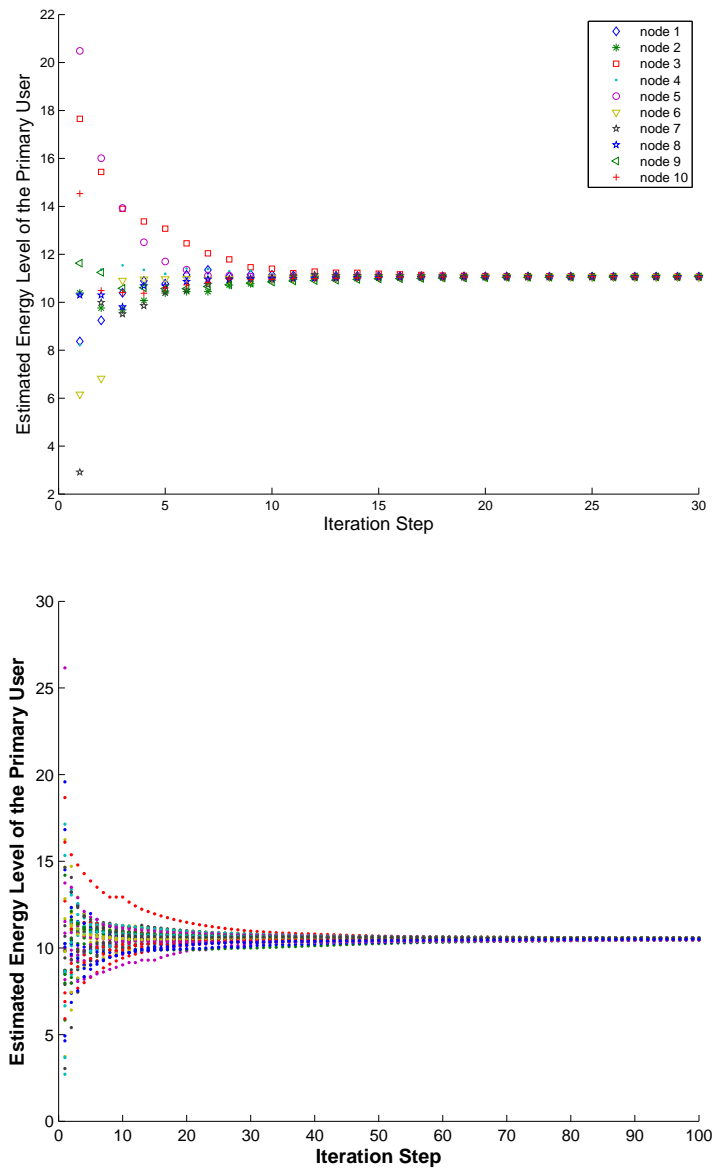 22
20
18
16
14
12
10
8
6
4
2
Estimated Energy Level of the Primary User
0
5
10
15
20
25
30
Iteration Step
node 1
node 2
node 3
node 4
node 5
node 6
node 7
node 8
node 9
node 10
30
25
20
15
10
5
0
Estimated Energy Level of the Primary User
0
10
20
30
40
50
60
70
80
90
100
Iteration Step